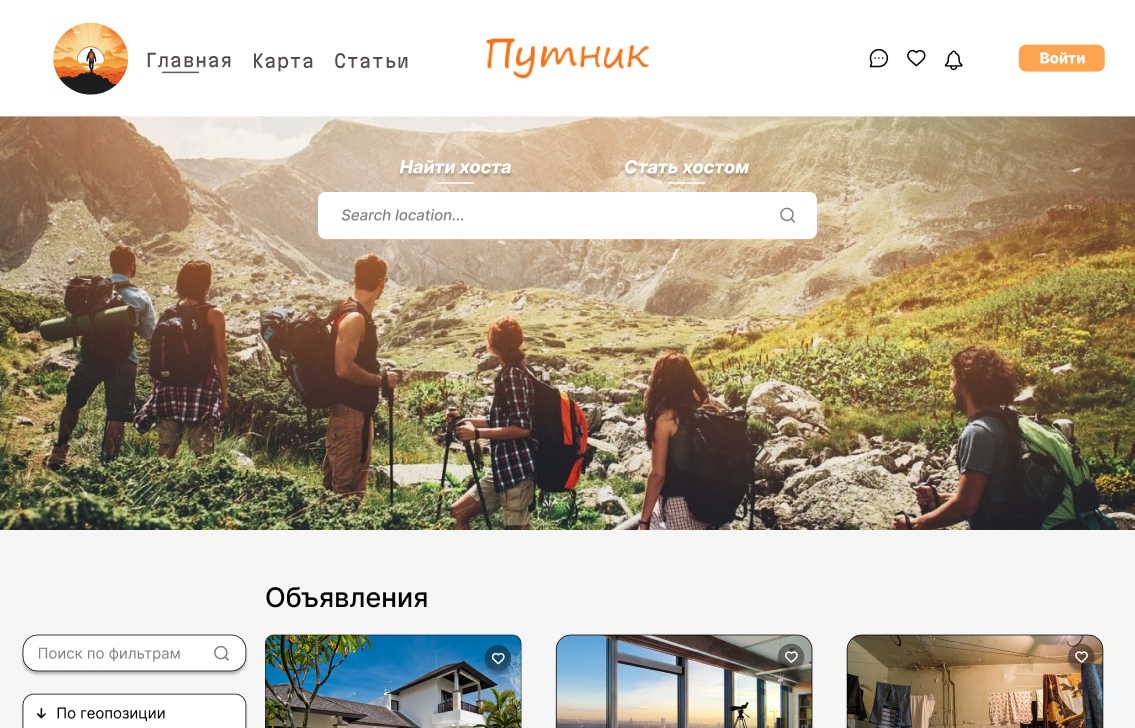 Главная Карта Статьи Путник Войти
Найти хоста Стать хостом
Search location...
Объявления
Поиск по фильтрам
По геопозиции